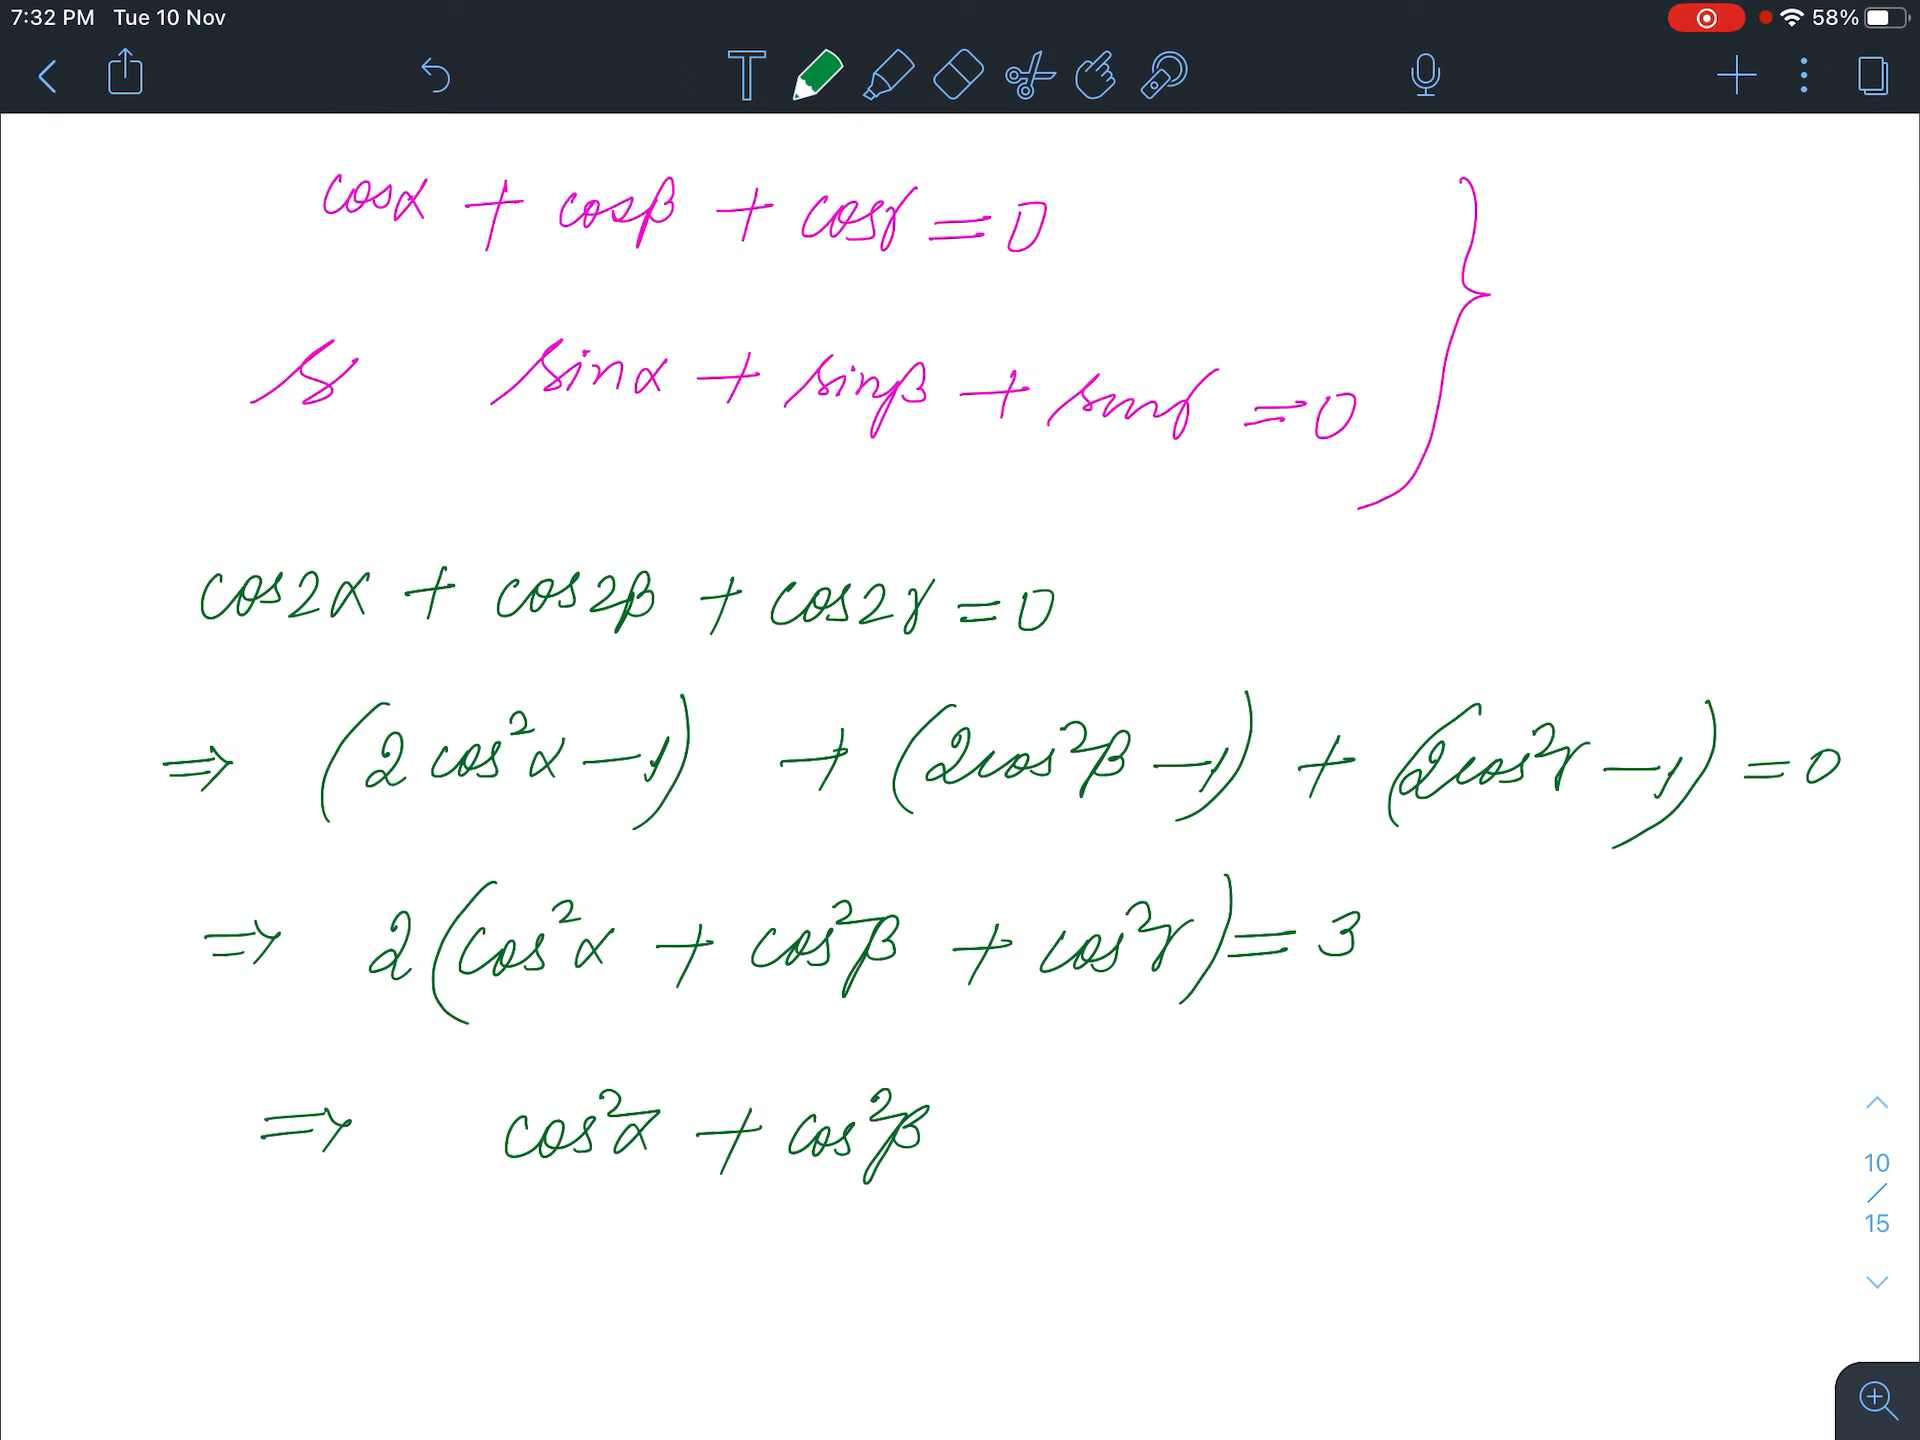 7:32 PM Tue 10 Nov 58%
T
cosα + cosβ + cosγ = 0
& sinα + sinβ + sinγ = 0
cos2α + cos2β + cos2γ = 0
⇒ (2cos²α − 1) + (2cos²β − 1) + (2cos²γ − 1) = 0
⇒ 2(cos²α + cos²β + cos²γ) = 3
⇒ cos²α + cos²β
10
/
15